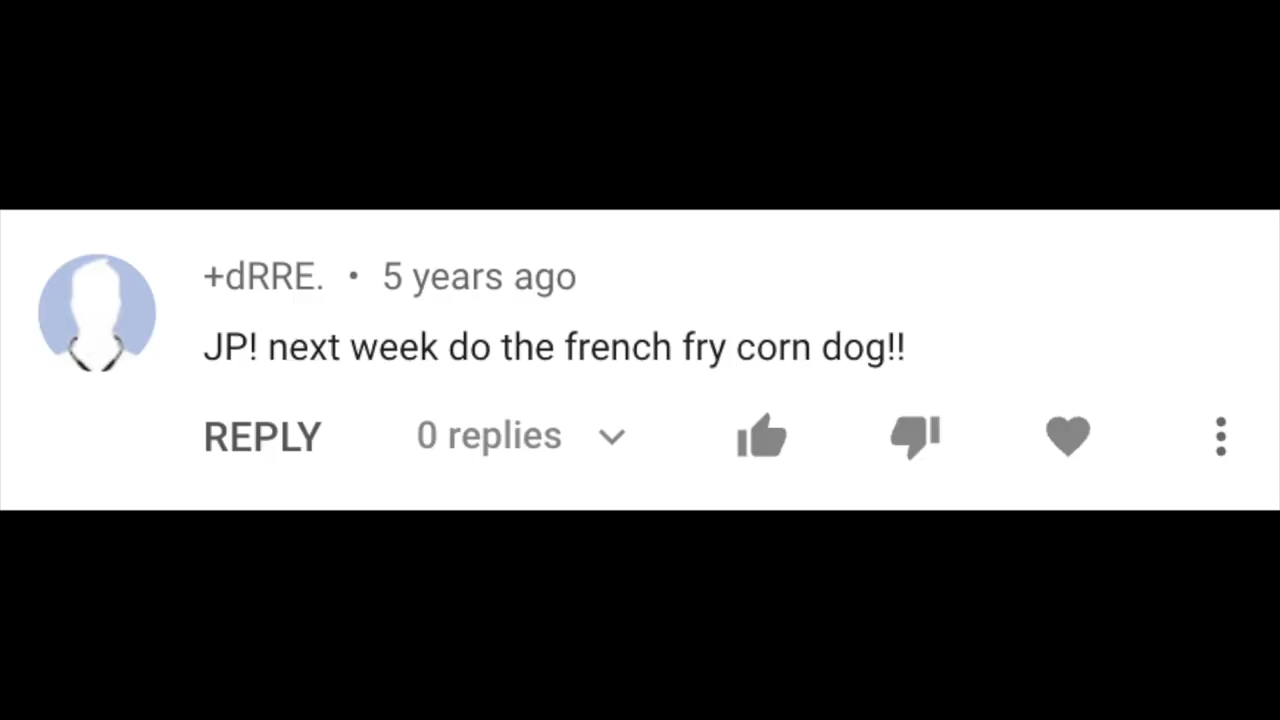 +dRRE. • 5 years ago
JP! next week do the french fry corn dog!!
REPLY 0 replies